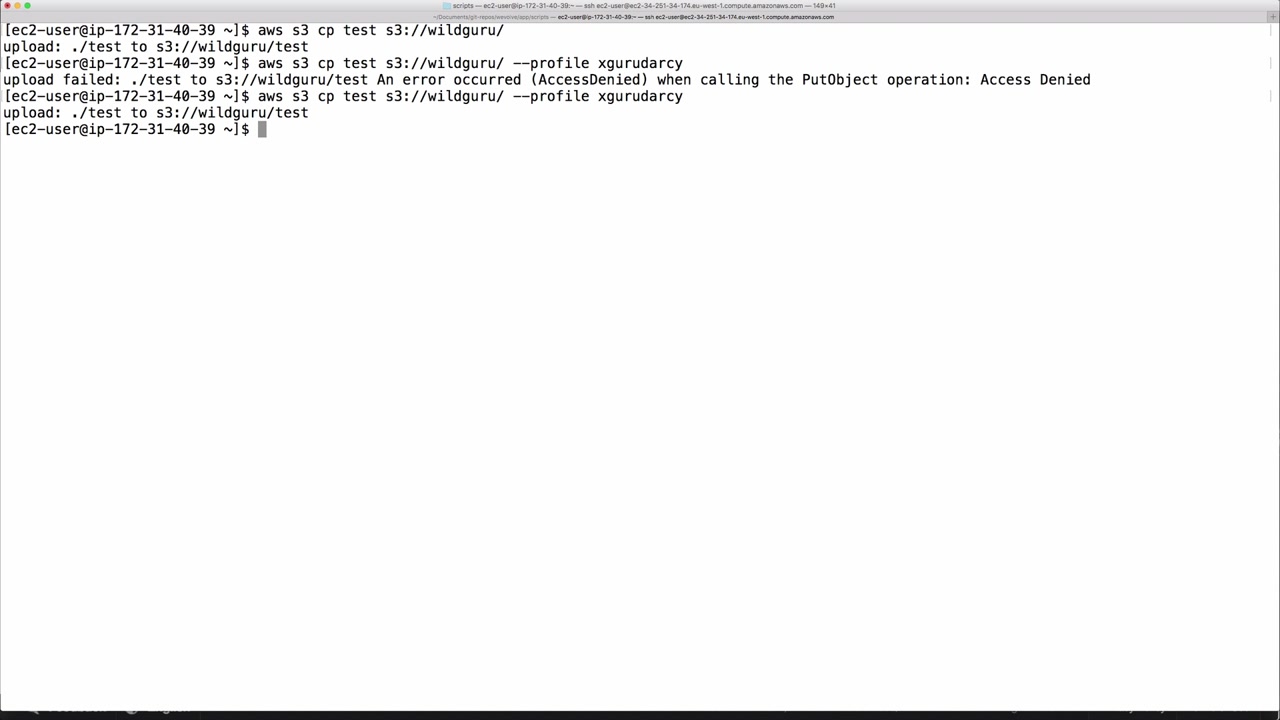 scripts — ec2-user@ip-172-31-40-39:~ — ssh ec2-user@ec2-34-251-34-174.eu-west-1.compute.amazonaws.com — 149×41
~/Documents/git-repos/wevolve/app/scripts — ec2-user@ip-172-31-40-39:~ — ssh ec2-user@ec2-34-251-34-174.eu-west-1.compute.amazonaws.com
[ec2-user@ip-172-31-40-39 ~]$ aws s3 cp test s3://wildguru/
upload: ./test to s3://wildguru/test
[ec2-user@ip-172-31-40-39 ~]$ aws s3 cp test s3://wildguru/ --profile xgurudarcy
upload failed: ./test to s3://wildguru/test An error occurred (AccessDenied) when calling the PutObject operation: Access Denied
[ec2-user@ip-172-31-40-39 ~]$ aws s3 cp test s3://wildguru/ --profile xgurudarcy
upload: ./test to s3://wildguru/test
[ec2-user@ip-172-31-40-39 ~]$